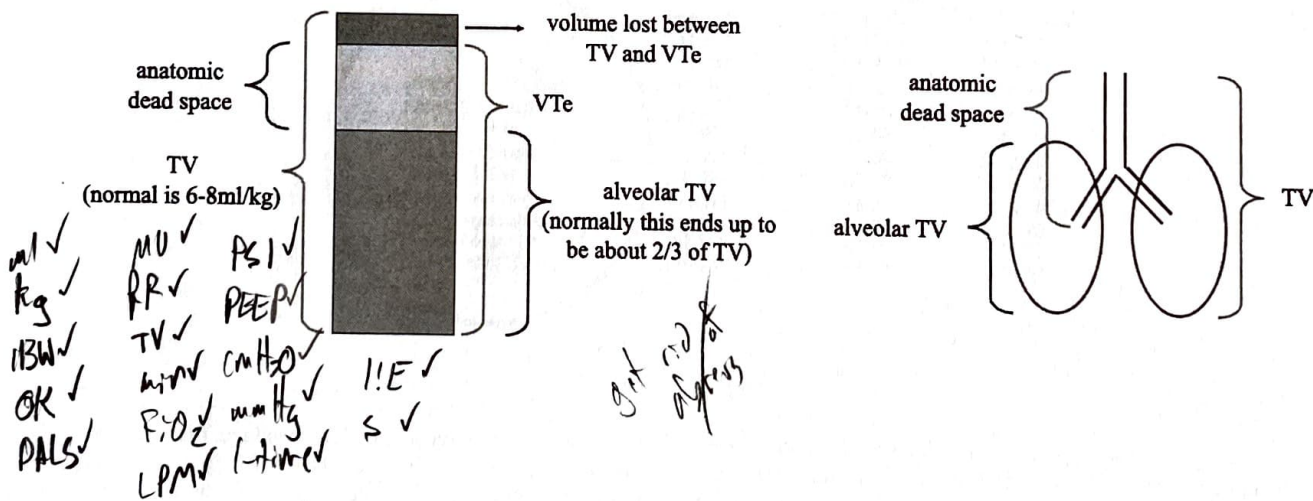 volume lost between
TV and VTe
anatomic
dead space
VTe
TV
(normal is 6-8ml/kg)
alveolar TV
(normally this ends up to
be about 2/3 of TV)
anatomic
dead space
alveolar TV
TV
ml ✓
kg ✓
IBW ✓
OK ✓
PALS ✓
MV ✓
RR ✓
TV ✓
min ✓
FiO2 ✓
LPM ✓
PSI ✓
PEEP ✓
cmH2O ✓
mmHg ✓
I-time ✓
I:E ✓
s ✓
get rid of